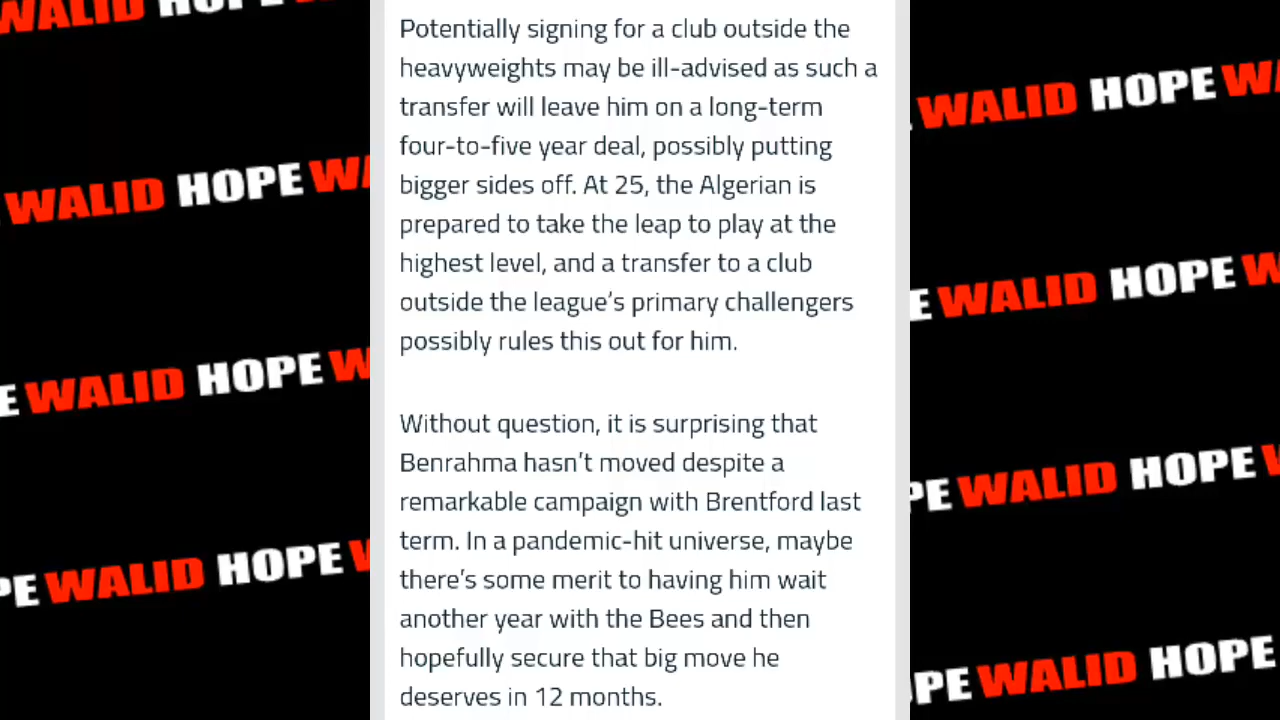 WALID HOPE
Potentially signing for a club outside the
heavyweights may be ill-advised as such a
transfer will leave him on a long-term
four-to-five year deal, possibly putting
bigger sides off. At 25, the Algerian is
prepared to take the leap to play at the
highest level, and a transfer to a club
outside the league's primary challengers
possibly rules this out for him.
Without question, it is surprising that
Benrahma hasn't moved despite a
remarkable campaign with Brentford last
term. In a pandemic-hit universe, maybe
there's some merit to having him wait
another year with the Bees and then
hopefully secure that big move he
deserves in 12 months.
WALID HOPE WA
WALID HOPE W
PE WALID HOPE
WALID HOPE WA
E WALID HOPE W
PE WALID HOPE W
PE WALID HOPE